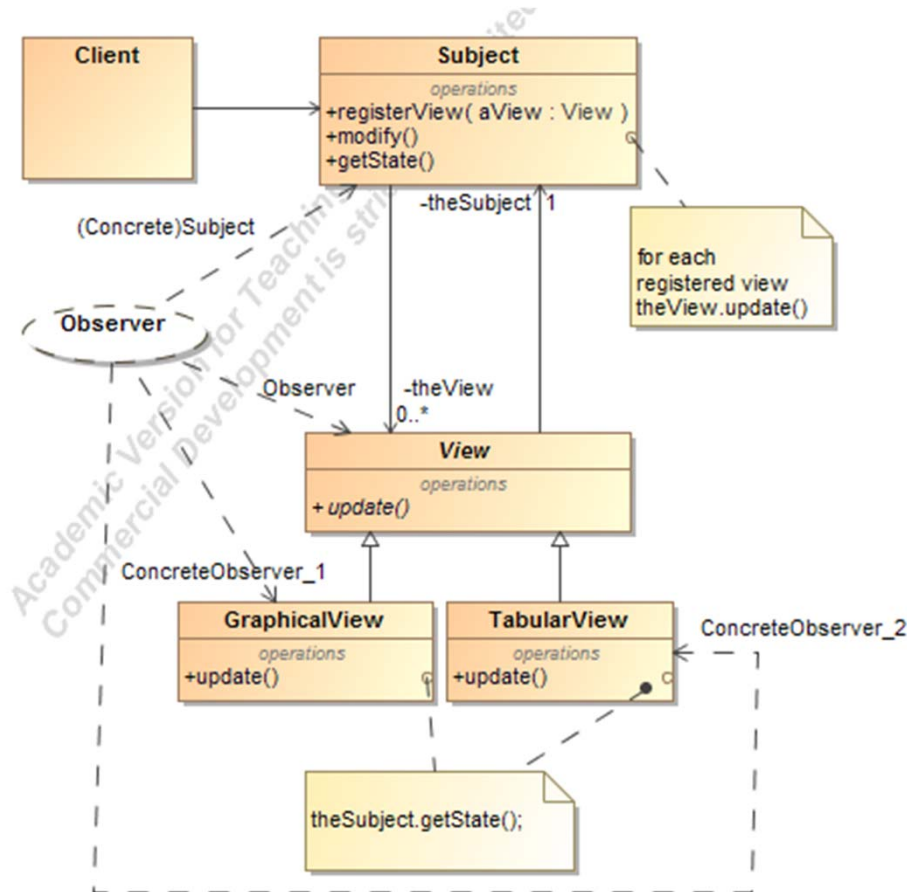 Client
Subject
operations
+registerView( aView : View )
+modify()
+getState()
-theSubject 1
(Concrete)Subject
for each
registered view
theView.update()
Observer
Observer
-theView
0..*
View
operations
+ update()
ConcreteObserver_1
GraphicalView
operations
+update()
TabularView
operations
+update()
ConcreteObserver_2
theSubject.getState();
Academic Version for Teaching
Commercial Development is